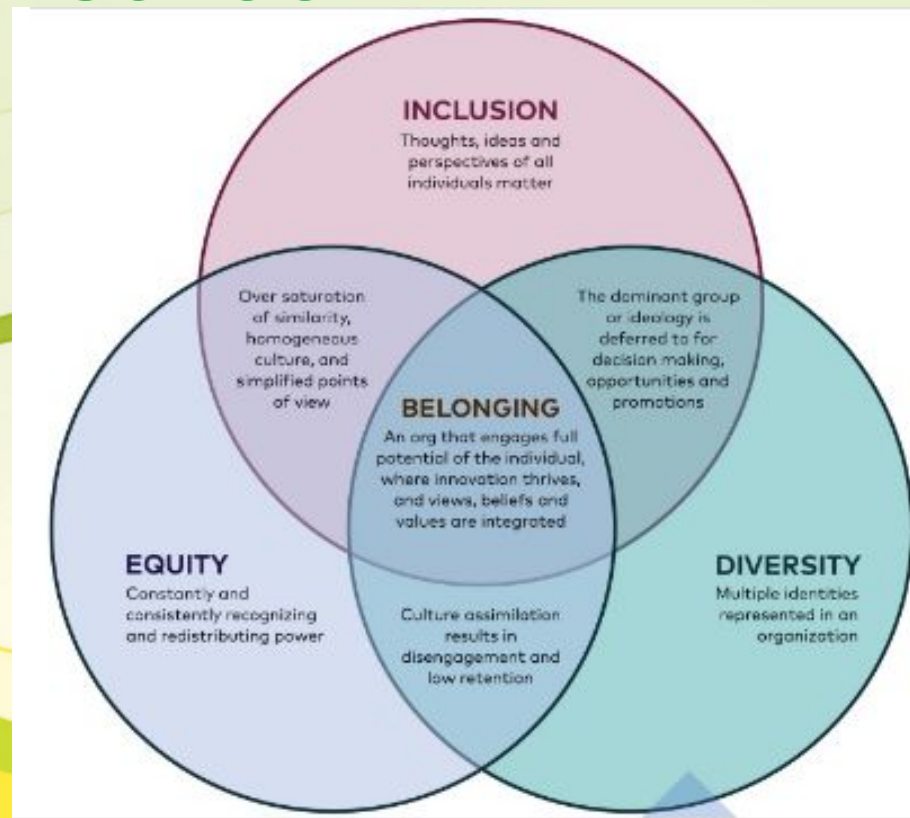 INCLUSION
Thoughts, ideas and
perspectives of all
individuals matter
Over saturation
of similarity,
homogeneous
culture, and
simplified points
of view
The dominant group
or ideology is
deferred to for
decision making,
opportunities and
promotions
BELONGING
An org that engages full
potential of the individual,
where innovation thrives,
and views, beliefs and
values are integrated
EQUITY
Constantly and
consistently recognizing
and redistributing power
DIVERSITY
Multiple identities
represented in an
organization
Culture assimilation
results in
disengagement and
low retention